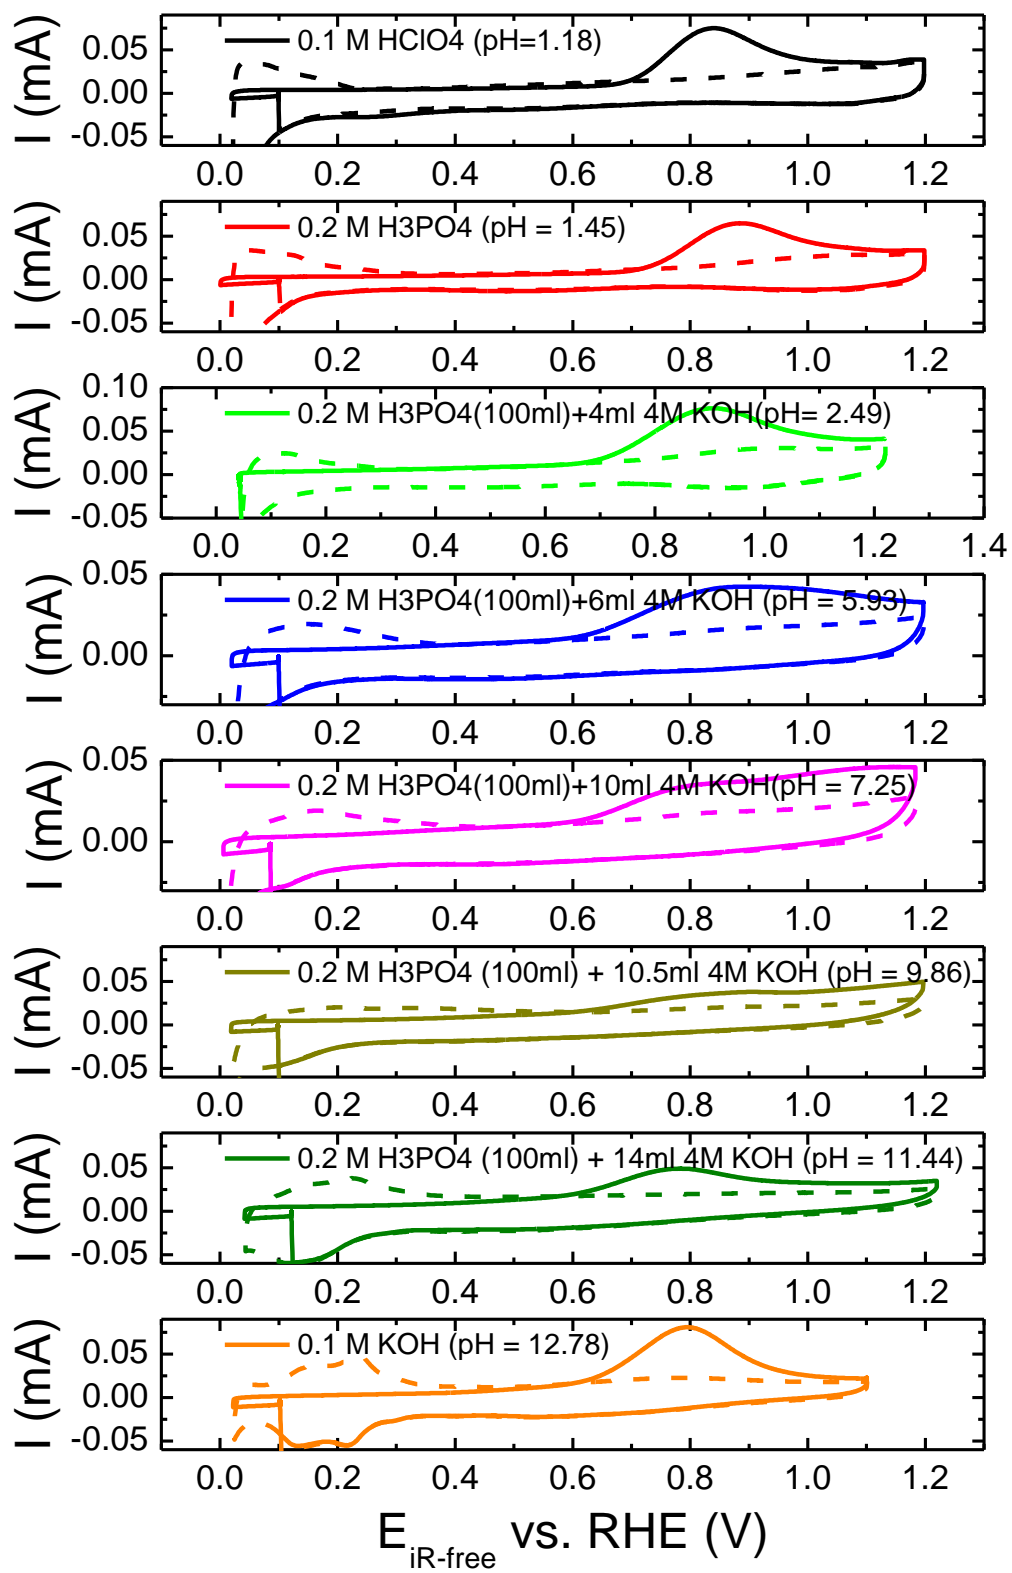 I (mA)
0.05
0.00
-0.05
0.1 M HClO4 (pH=1.18)
0.0 0.2 0.4 0.6 0.8 1.0 1.2
I (mA)
0.05
0.00
-0.05
0.2 M H3PO4 (pH = 1.45)
0.0 0.2 0.4 0.6 0.8 1.0 1.2
I (mA)
0.10
0.05
0.00
-0.05
0.2 M H3PO4(100ml)+4ml 4M KOH(pH= 2.49)
0.0 0.2 0.4 0.6 0.8 1.0 1.2 1.4
I (mA)
0.05
0.00
0.2 M H3PO4(100ml)+6ml 4M KOH (pH = 5.93)
0.0 0.2 0.4 0.6 0.8 1.0 1.2
I (mA)
0.05
0.00
0.2 M H3PO4(100ml)+10ml 4M KOH(pH = 7.25)
0.0 0.2 0.4 0.6 0.8 1.0 1.2
I (mA)
0.05
0.00
-0.05
0.2 M H3PO4 (100ml) + 10.5ml 4M KOH (pH = 9.86)
0.0 0.2 0.4 0.6 0.8 1.0 1.2
I (mA)
0.05
0.00
-0.05
0.2 M H3PO4 (100ml) + 14ml 4M KOH (pH = 11.44)
0.0 0.2 0.4 0.6 0.8 1.0 1.2
I (mA)
0.05
0.00
-0.05
0.1 M KOH (pH = 12.78)
0.0 0.2 0.4 0.6 0.8 1.0 1.2
E iR-free vs. RHE (V)